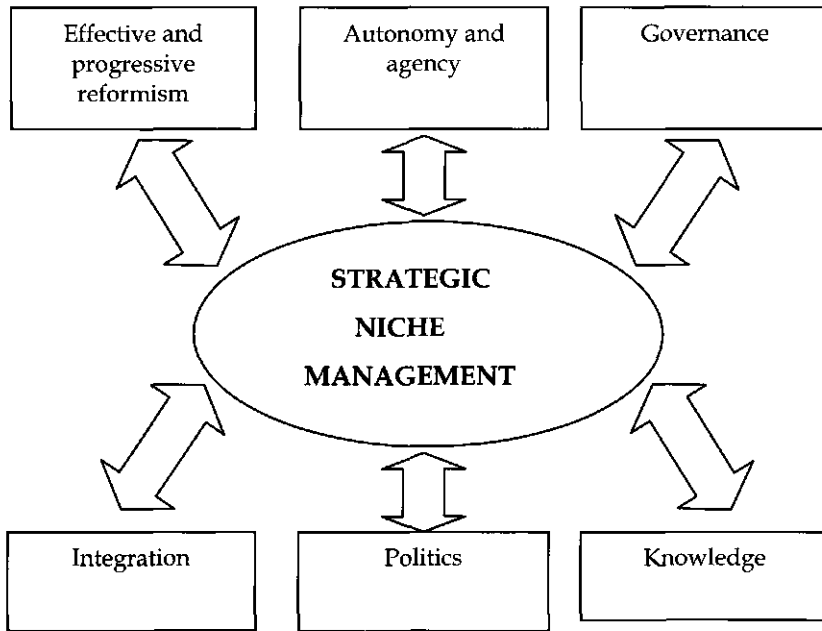 Effective and
progressive
reformism
Autonomy and
agency
Governance
STRATEGIC
NICHE
MANAGEMENT
Integration
Politics
Knowledge